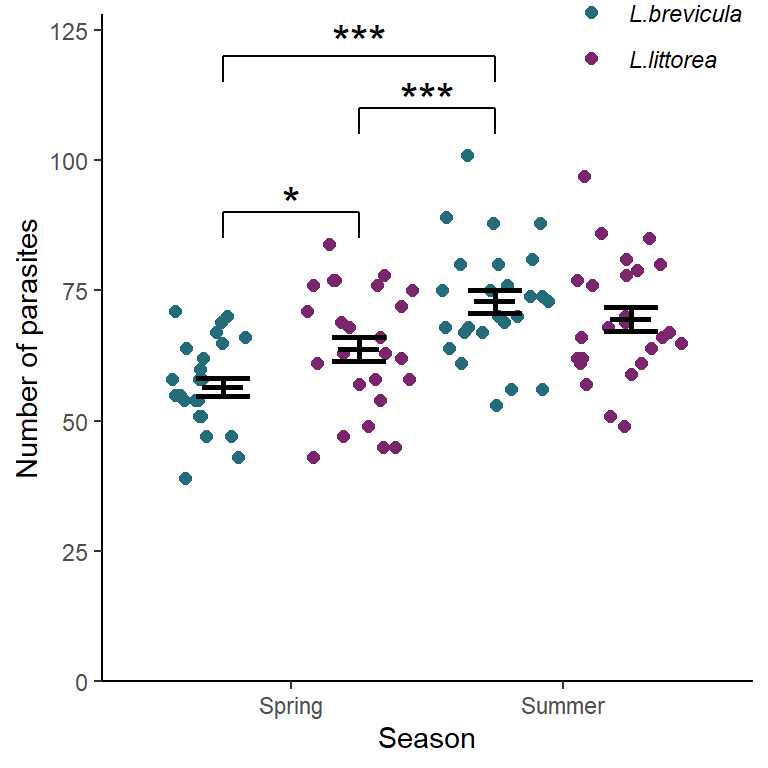 L.brevicula
L.littorea
125
***
***
100
*
75
50
25
0
Number of parasites
Spring Summer
Season